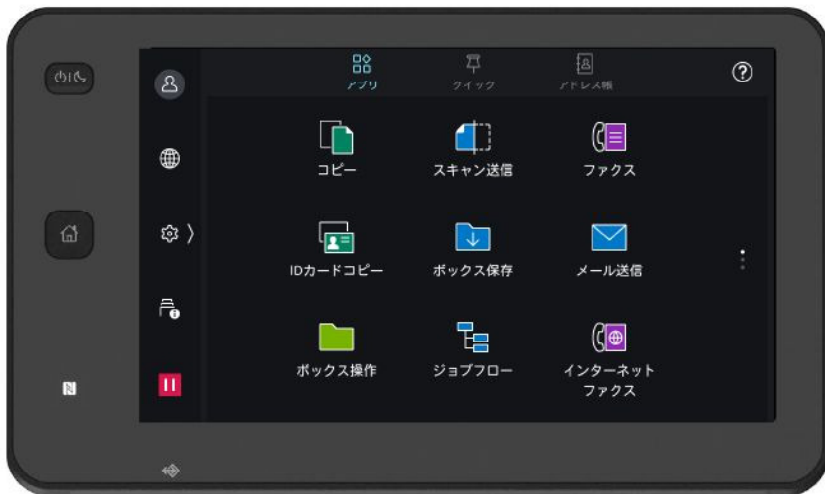 アプリ クイック アドレス帳
コピー スキャン送信 ファクス
IDカードコピー ボックス保存 メール送信
ボックス操作 ジョブフロー インターネット
ファクス